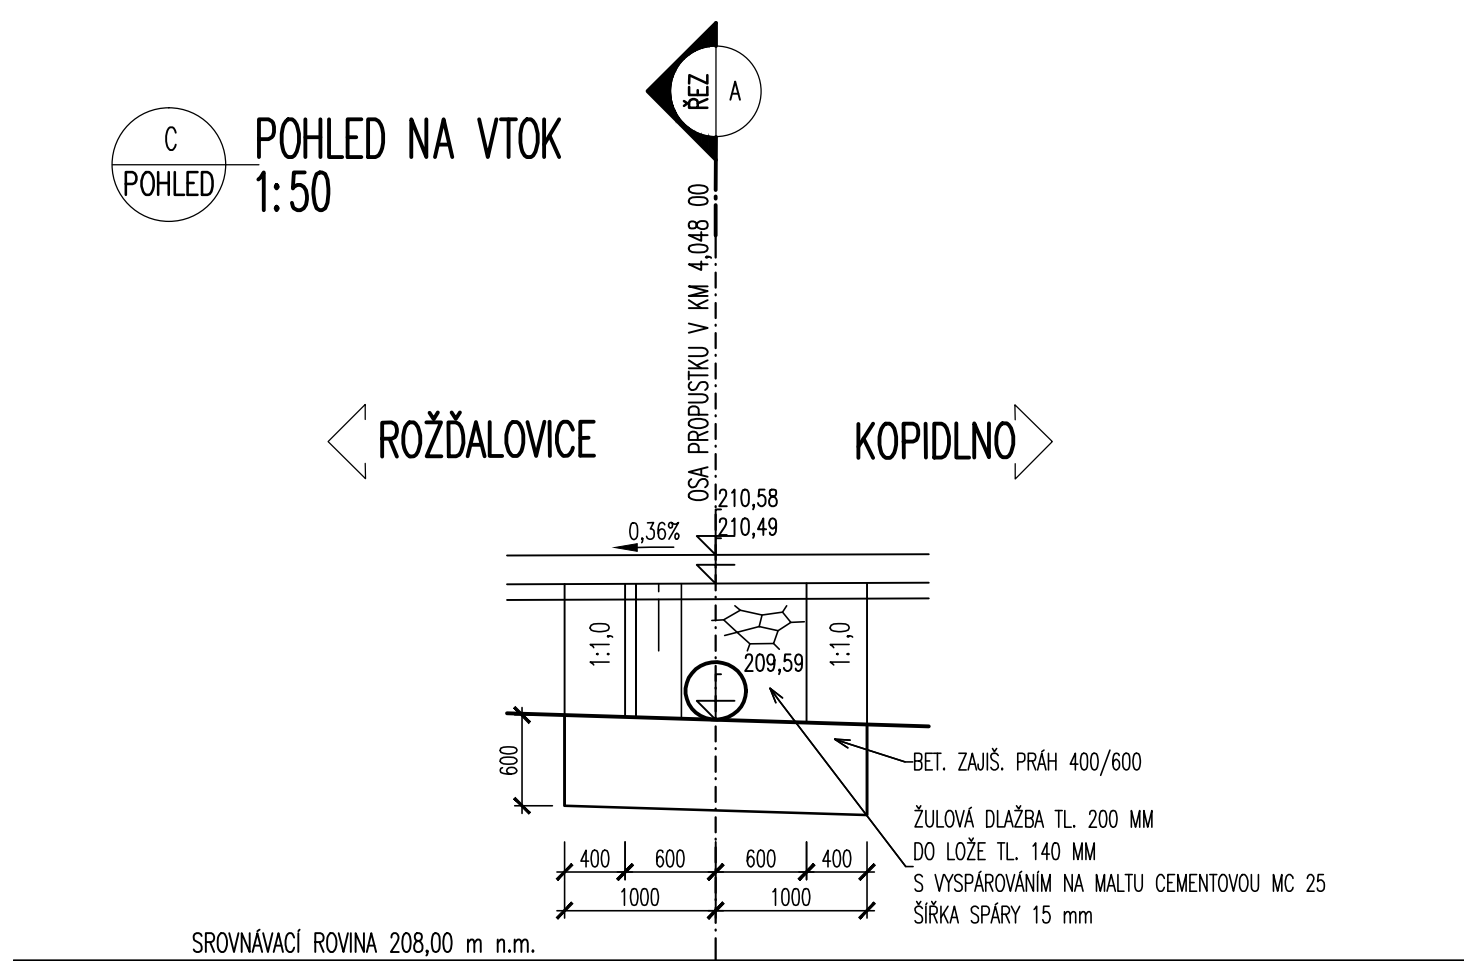 ŘEZ
A
C
POHLED
POHLED NA VTOK
1:50
OSA PROPUSTKU V KM 4,048 00
ROŽĎALOVICE
KOPIDLNO
210,58
210,49
0,36%
1:1,0
1:1,0
209,59
600
BET. ZAJIŠ. PRÁH 400/600
ŽULOVÁ DLAŽBA TL. 200 MM
DO LOŽE TL. 140 MM
S VYSPÁROVÁNÍM NA MALTU CEMENTOVOU MC 25
ŠÍŘKA SPÁRY 15 mm
400 600 600 400
1000 1000
SROVNÁVACÍ ROVINA 208,00 m n.m.